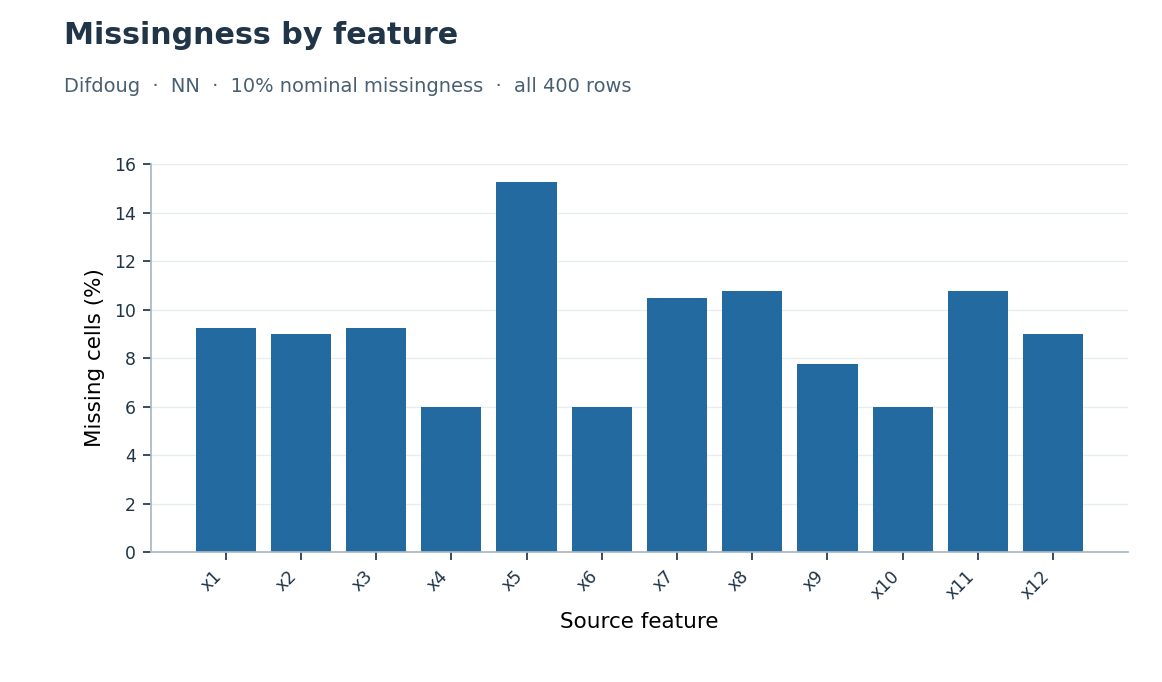 Missingness by feature
Difdoug · NN · 10% nominal missingness · all 400 rows
16
14
12
10
8
6
4
2
0
Missing cells (%)
x1 x2 x3 x4 x5 x6 x7 x8 x9 x10 x11 x12
Source feature